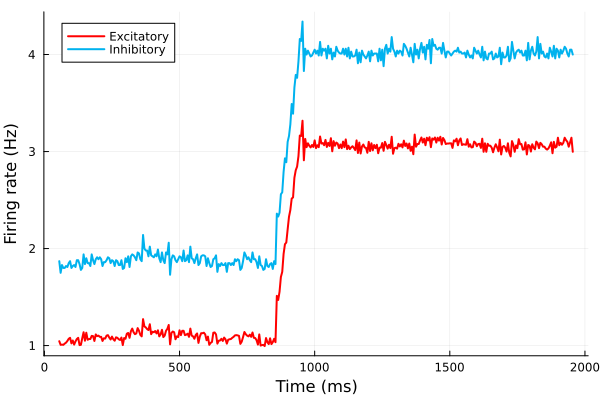 Excitatory
Inhibitory
Firing rate (Hz)
4
3
2
1
0
500
1000
1500
2000
Time (ms)